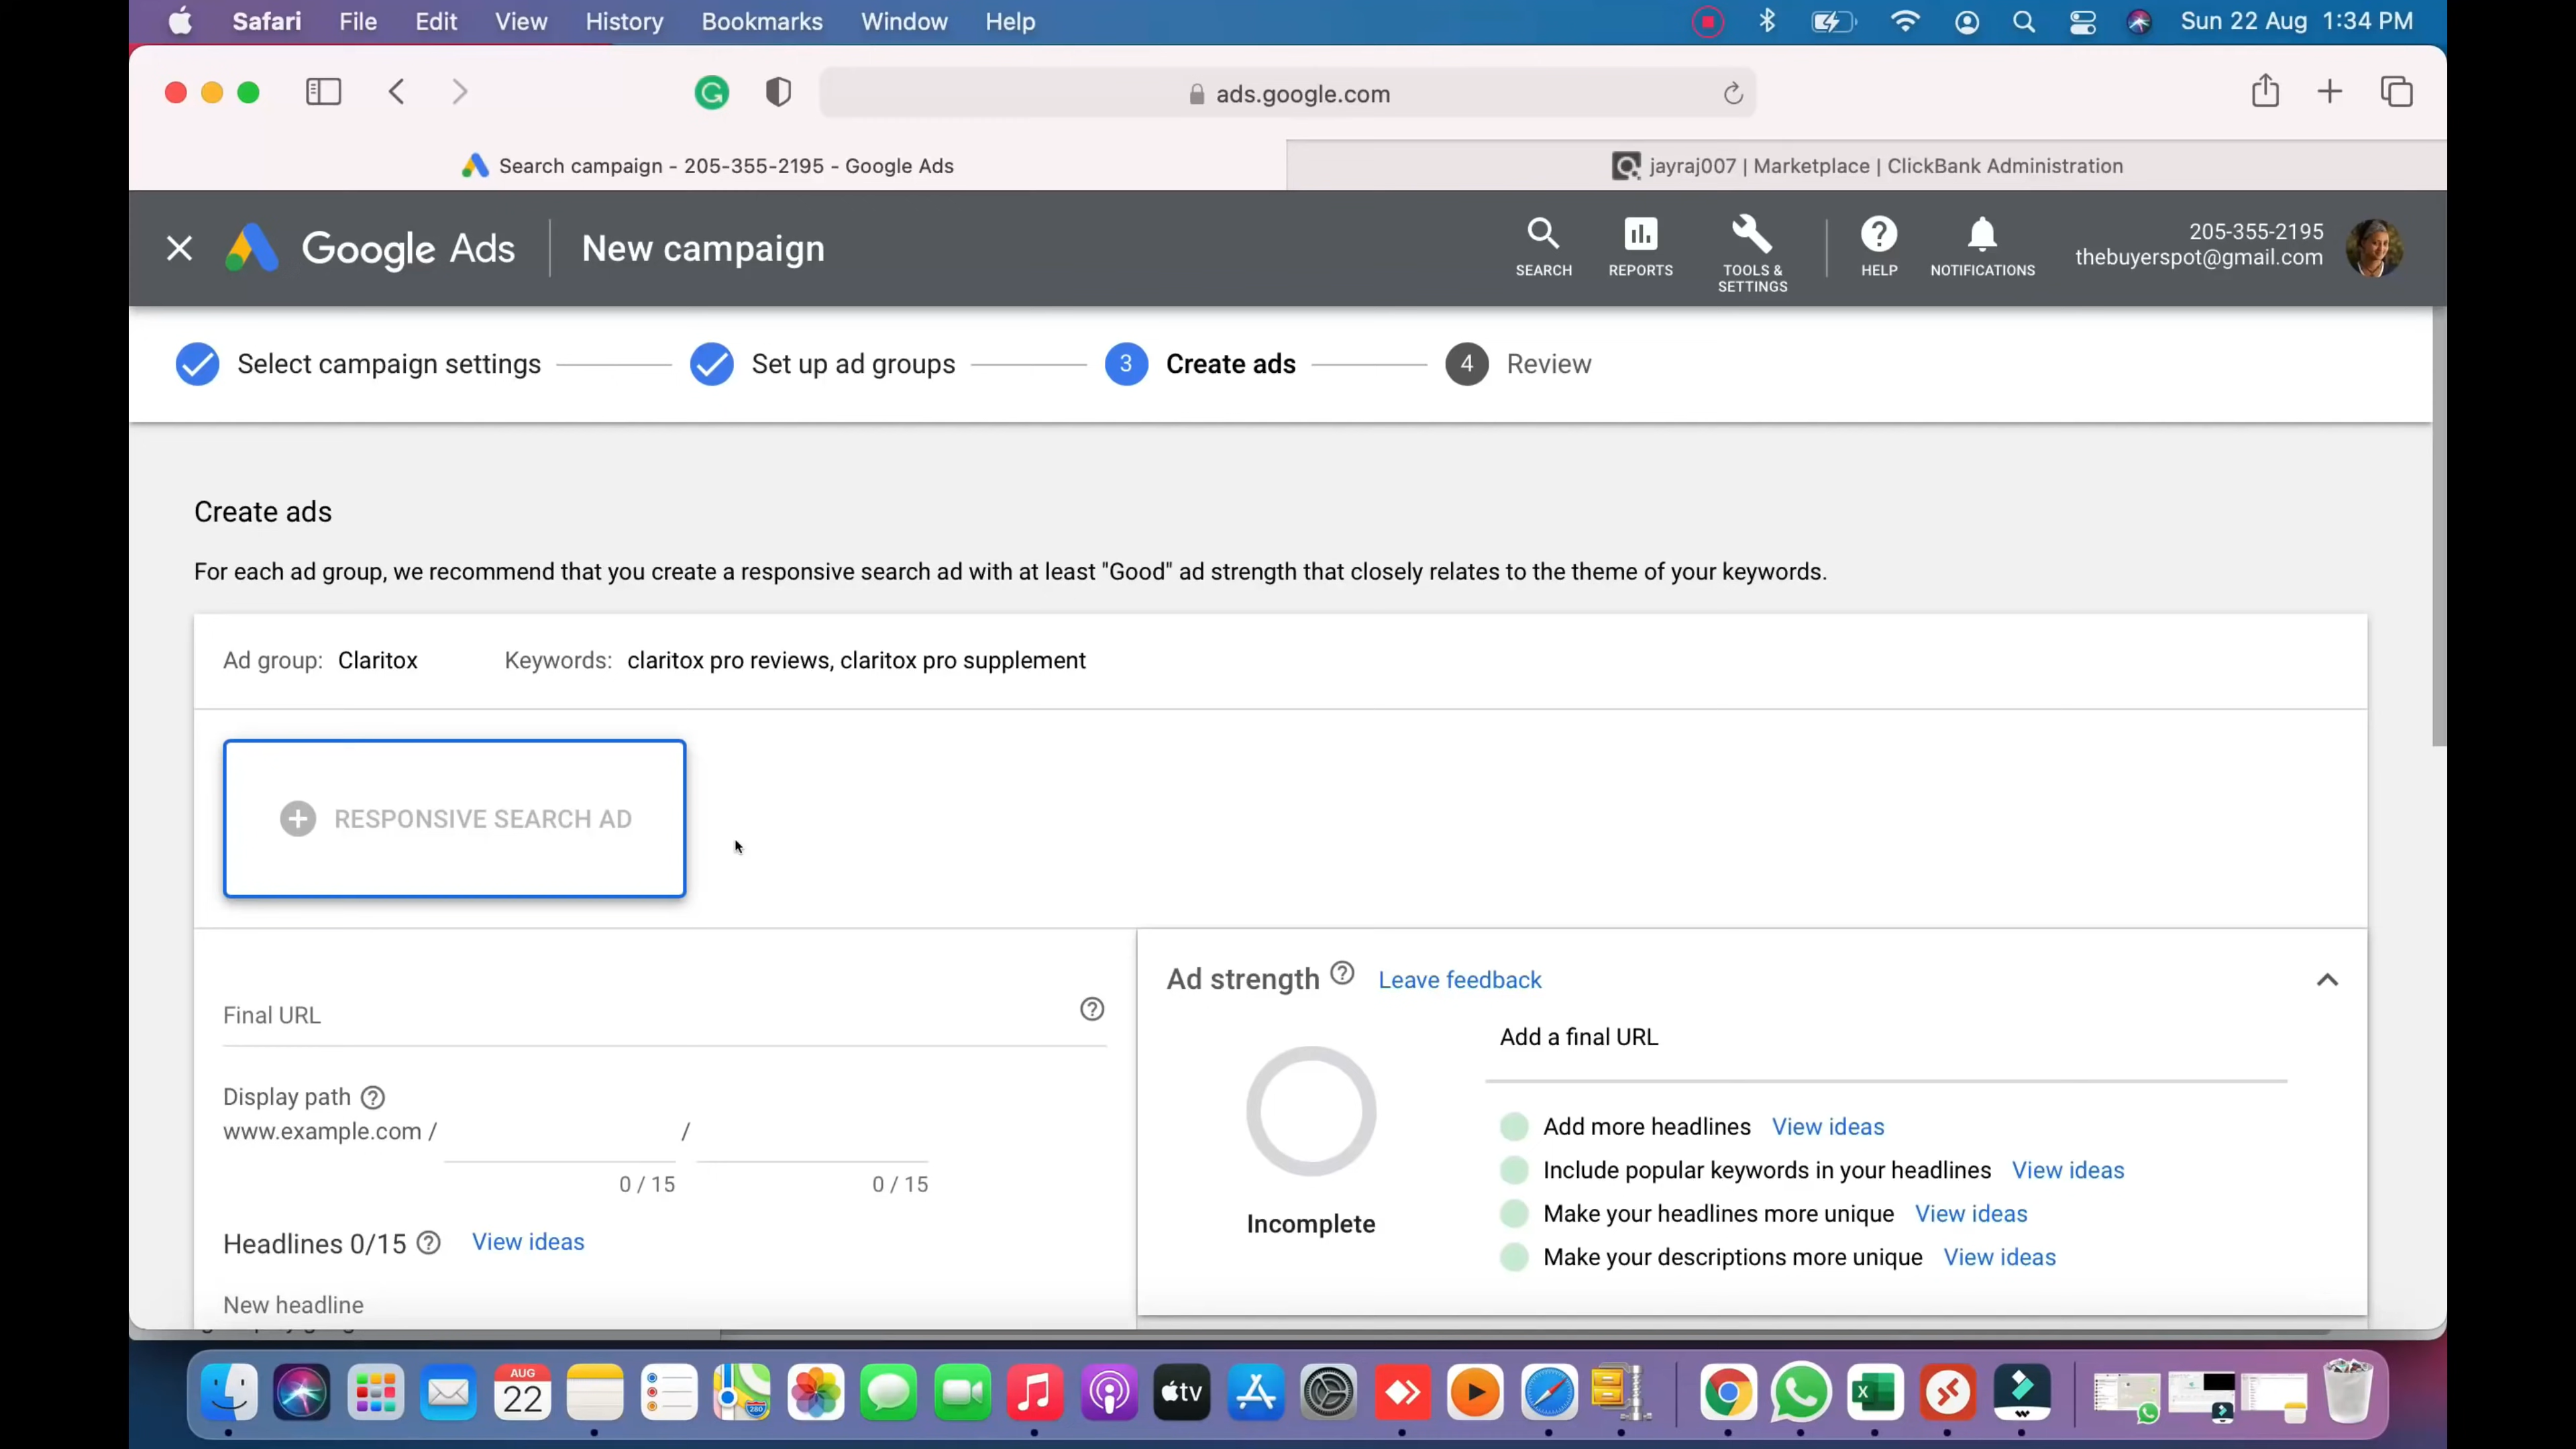 Safari File Edit View History Bookmarks Window Help Sun 22 Aug 1:34 PM
ads.google.com
Search campaign - 205-355-2195 - Google Ads
jayraj007 | Marketplace | ClickBank Administration
Google Ads New campaign
SEARCH
REPORTS
TOOLS &
SETTINGS
HELP
NOTIFICATIONS
205-355-2195
thebuyerspot@gmail.com
Select campaign settings
Set up ad groups
3 Create ads
4 Review
Create ads
For each ad group, we recommend that you create a responsive search ad with at least "Good" ad strength that closely relates to the theme of your keywords.
Ad group: Claritox Keywords: claritox pro reviews, claritox pro supplement
RESPONSIVE SEARCH AD
Final URL
Display path
www.example.com / /
0 / 15 0 / 15
Headlines 0/15 View ideas
New headline
Ad strength Leave feedback
Incomplete
Add a final URL
Add more headlines View ideas
Include popular keywords in your headlines View ideas
Make your headlines more unique View ideas
Make your descriptions more unique View ideas
AUG
22
280
tv
X